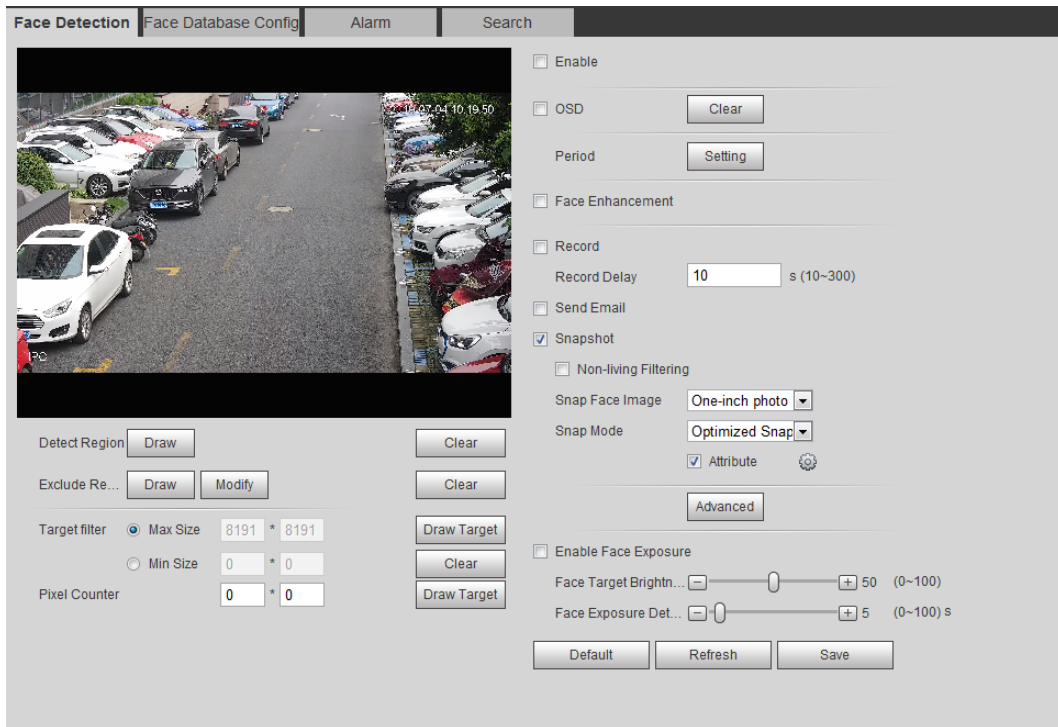 Face Detection
Face Database Config
Alarm
Search
Enable
OSD
Clear
Period
Setting
Face Enhancement
Record
Record Delay
10
s (10~300)
Send Email
Snapshot
Non-living Filtering
Snap Face Image
One-inch photo
Snap Mode
Optimized Snap
Attribute
Advanced
Enable Face Exposure
Face Target Brightn...
50
(0~100)
Face Exposure Det...
5
(0~100) s
Default
Refresh
Save
10:19:50
IPC
Detect Region
Draw
Clear
Exclude Re...
Draw
Modify
Clear
Target filter
Max Size
8191 * 8191
Draw Target
Min Size
0 * 0
Clear
Pixel Counter
0 * 0
Draw Target